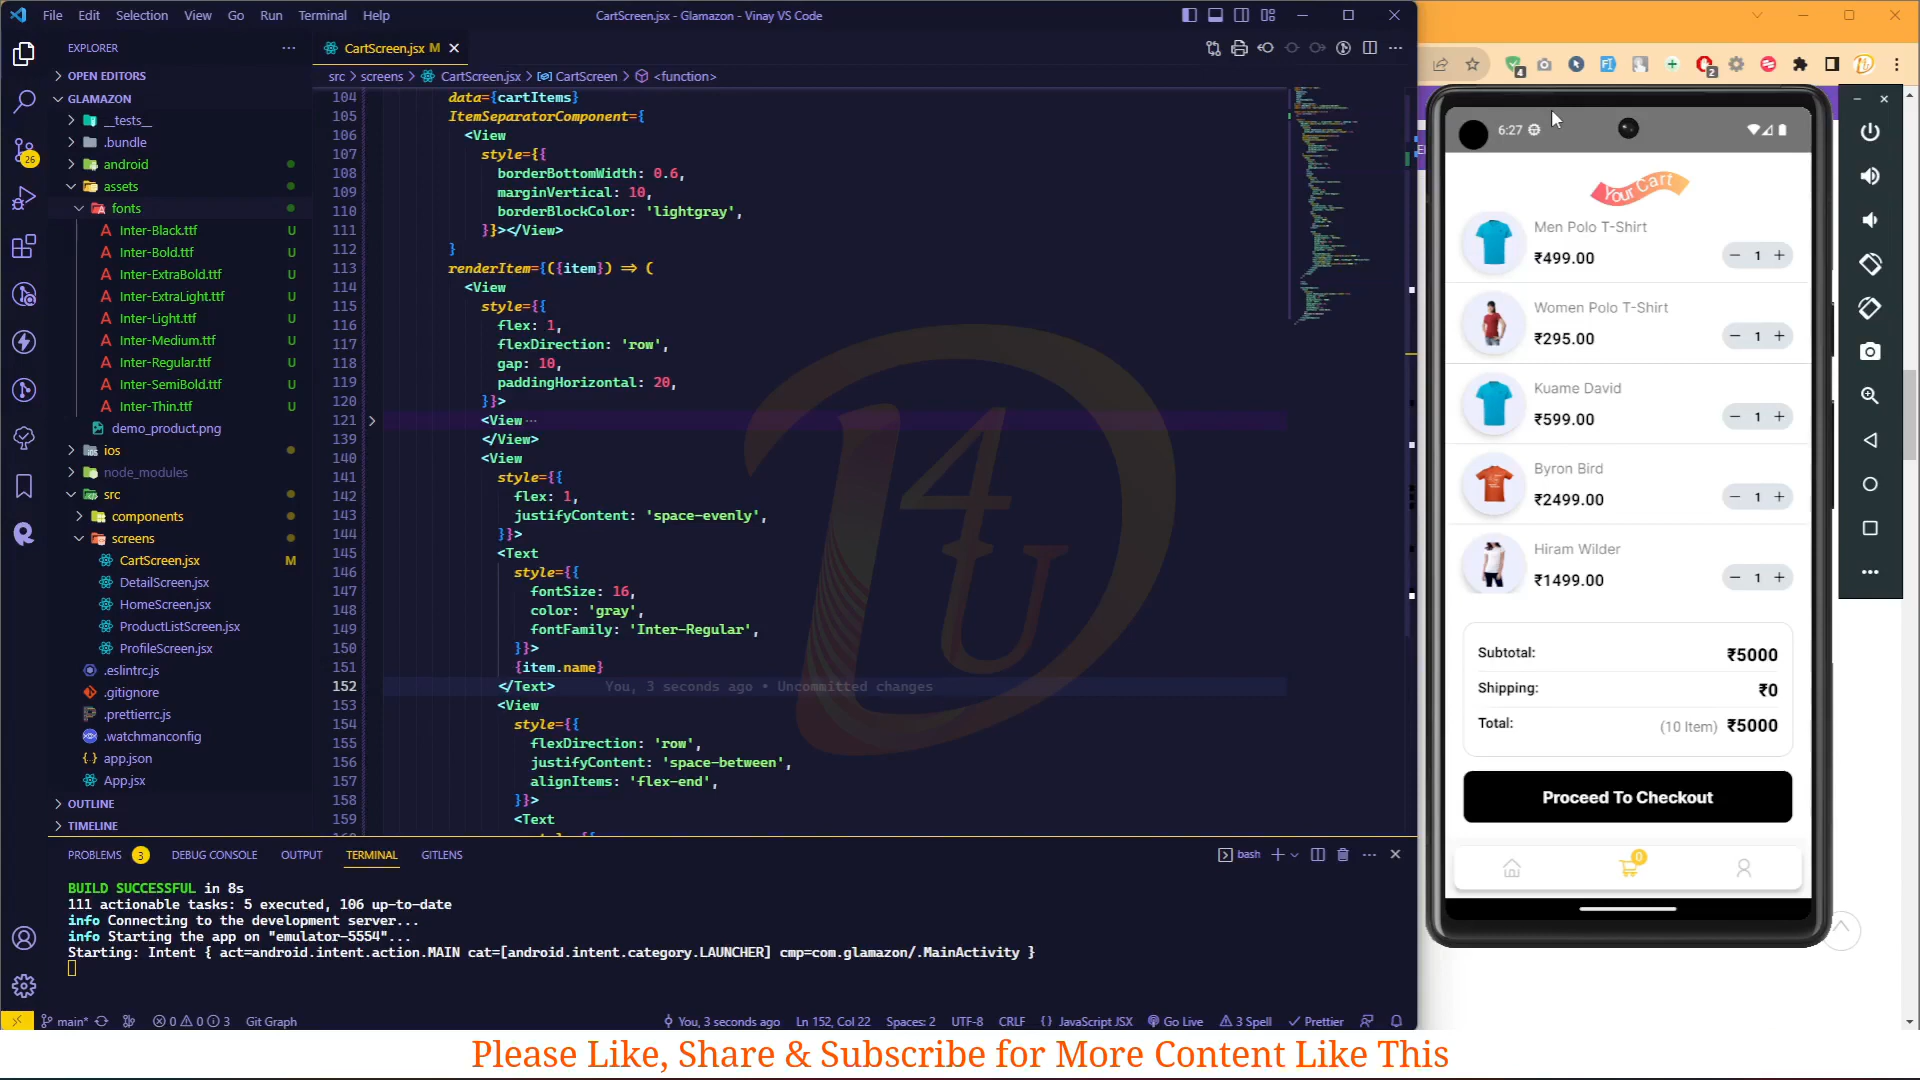 File Edit Selection View Go Run Terminal Help
CartScreen.jsx - Glamazon - Vinay VS Code
EXPLORER
OPEN EDITORS
GLAMAZON
__tests__
.bundle
android
assets
fonts
Inter-Black.ttf U
Inter-Bold.ttf U
Inter-ExtraBold.ttf U
Inter-ExtraLight.ttf U
Inter-Light.ttf U
Inter-Medium.ttf U
Inter-Regular.ttf U
Inter-SemiBold.ttf U
Inter-Thin.ttf U
demo_product.png
ios
node_modules
src
components
screens
CartScreen.jsx M
DetailScreen.jsx
HomeScreen.jsx
ProductListScreen.jsx
ProfileScreen.jsx
.eslintrc.js
.gitignore
.prettierrc.js
.watchmanconfig
app.json
App.jsx
OUTLINE
TIMELINE
26
CartScreen.jsx M
src > screens > CartScreen.jsx > CartScreen > <function>
104 data={cartItems}
105 ItemSeparatorComponent={
106 <View
107 style={{
108 borderBottomWidth: 0.6,
109 marginVertical: 10,
110 borderBlockColor: 'lightgray',
111 }}></View>
112 }
113 renderItem={({item}) => (
114 <View
115 style={{
116 flex: 1,
117 flexDirection: 'row',
118 gap: 10,
119 paddingHorizontal: 20,
120 }}>
121 <View ...
139 </View>
140 <View
141 style={{
142 flex: 1,
143 justifyContent: 'space-evenly',
144 }}>
145 <Text
146 style={{
147 fontSize: 16,
148 color: 'gray',
149 fontFamily: 'Inter-Regular',
150 }}>
151 {item.name}
152 </Text> You, 3 seconds ago • Uncommitted changes
153 <View
154 style={{
155 flexDirection: 'row',
156 justifyContent: 'space-between',
157 alignItems: 'flex-end',
158 }}>
159 <Text
PROBLEMS 3 DEBUG CONSOLE OUTPUT TERMINAL GITLENS
bash
BUILD SUCCESSFUL in 8s
111 actionable tasks: 5 executed, 106 up-to-date
info Connecting to the development server...
info Starting the app on "emulator-5554"...
Starting: Intent { act=android.intent.action.MAIN cat=[android.intent.category.LAUNCHER] cmp=com.glamazon/.MainActivity }
main* 0 0 3 Git Graph
You, 3 seconds ago Ln 152, Col 22 Spaces: 2 UTF-8 CRLF {} JavaScript JSX Go Live 3 Spell Prettier
4 2
6:27
Your Cart
Men Polo T-Shirt
₹499.00 − 1 +
Women Polo T-Shirt
₹295.00 − 1 +
Kuame David
₹599.00 − 1 +
Byron Bird
₹2499.00 − 1 +
Hiram Wilder
₹1499.00 − 1 +
Subtotal: ₹5000
Shipping: ₹0
Total: (10 Item) ₹5000
Proceed To Checkout
0
Please Like, Share & Subscribe for More Content Like This